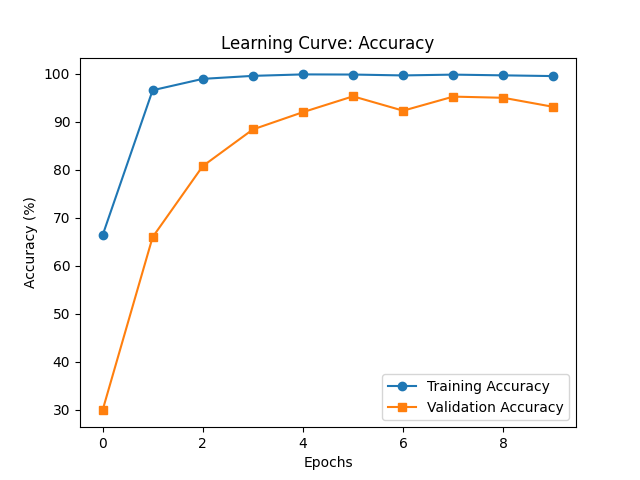 Learning Curve: Accuracy
100
90
80
70
60
50
40
30
Accuracy (%)
Training Accuracy
Validation Accuracy
0 2 4 6 8
Epochs